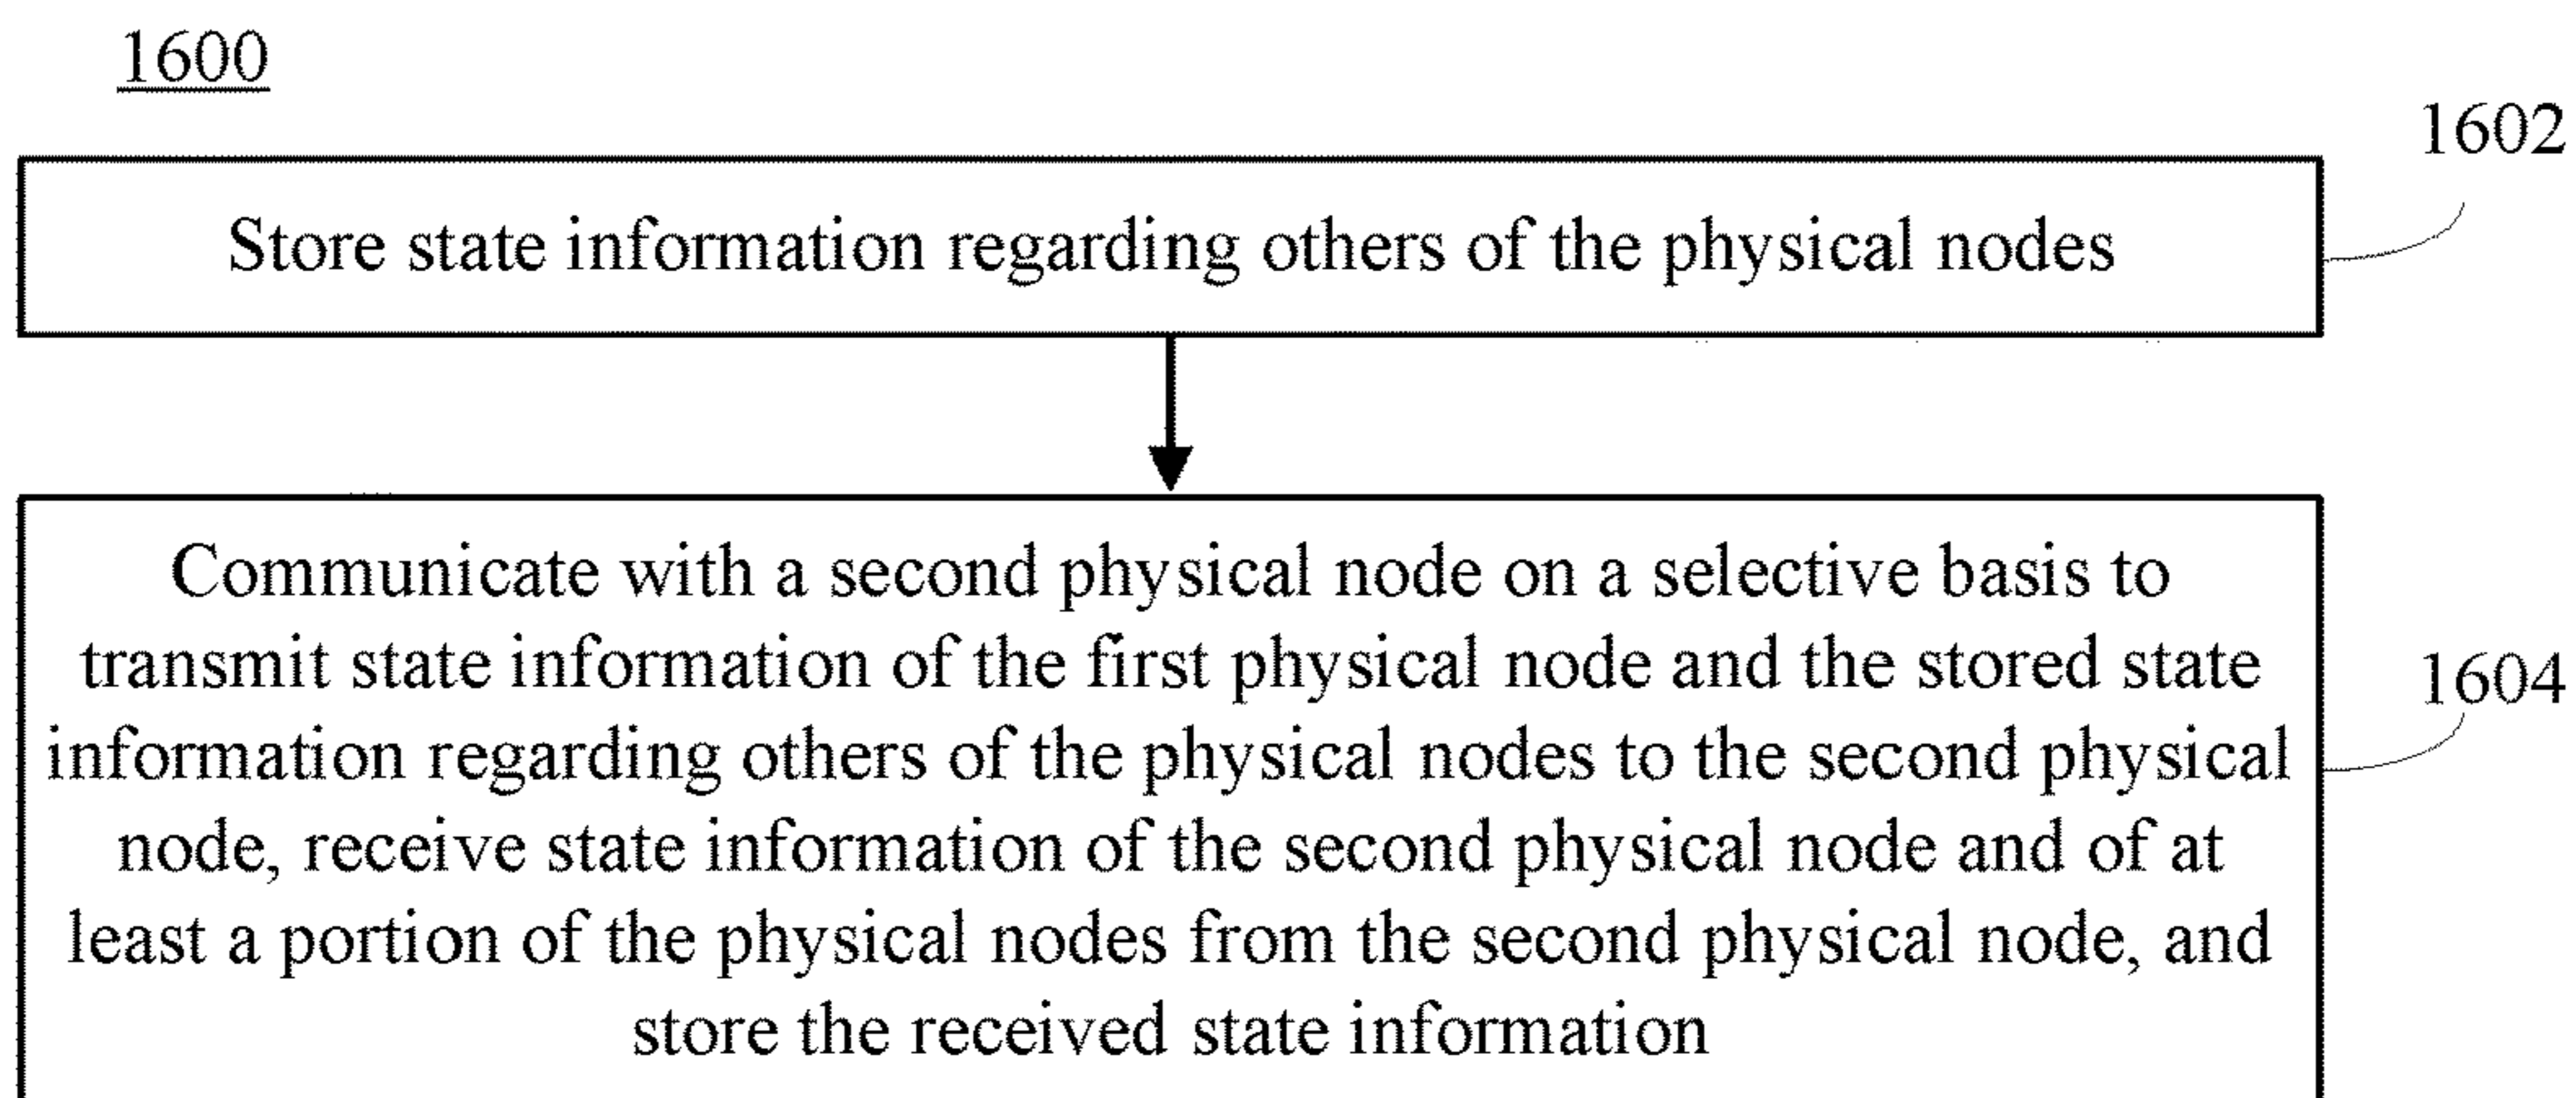 1600
1602
Store state information regarding others of the physical nodes
Communicate with a second physical node on a selective basis to
transmit state information of the first physical node and the stored state
1604
information regarding others of the physical nodes to the second physical
node, receive state information of the second physical node and of at
least a portion of the physical nodes from the second physical node, and
store the received state information